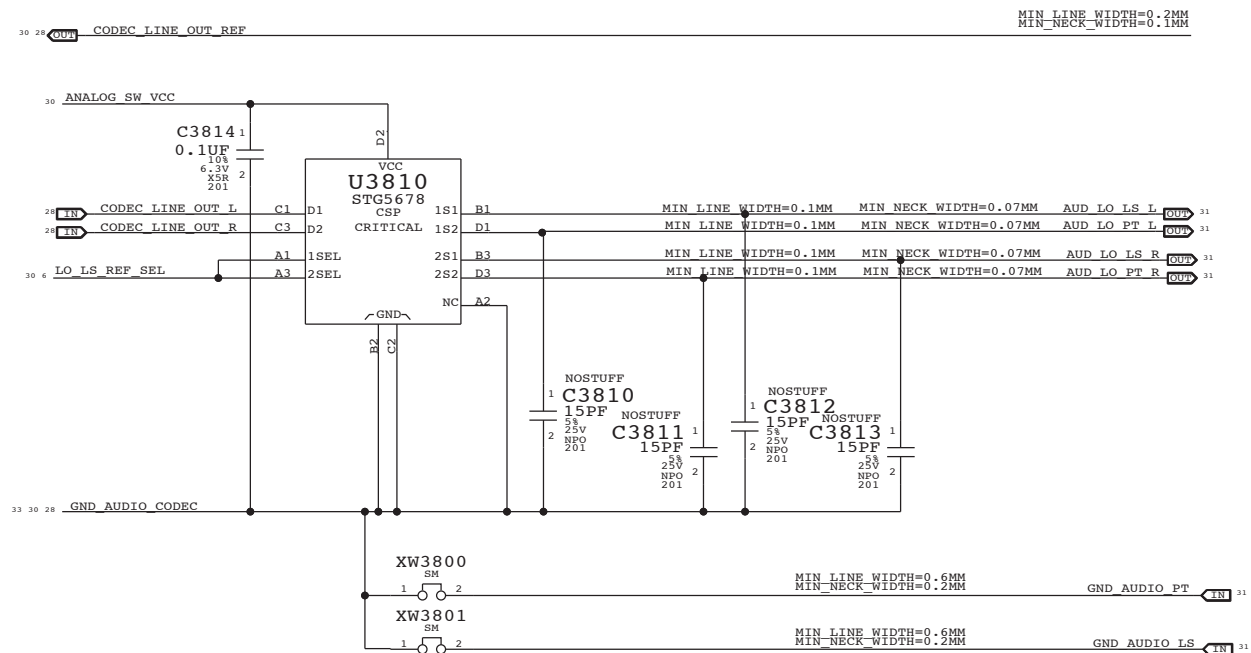 MIN_LINE_WIDTH=0.2MM
MIN_NECK_WIDTH=0.1MM
30 28 OUT CODEC_LINE_OUT_REF
30 ANALOG_SW_VCC
C3814 1
0.1UF
10%
6.3V
X5R 2
201
D2
VCC
U3810
STG5678
CSP
CRITICAL
28 IN CODEC_LINE_OUT_L C1 D1
1S1 B1 MIN_LINE_WIDTH=0.1MM MIN_NECK_WIDTH=0.07MM AUD_LO_LS_L OUT 31
28 IN CODEC_LINE_OUT_R C3 D2
1S2 D1 MIN_LINE_WIDTH=0.1MM MIN_NECK_WIDTH=0.07MM AUD_LO_PT_L OUT 31
A1 1SEL
2S1 B3 MIN_LINE_WIDTH=0.1MM MIN_NECK_WIDTH=0.07MM AUD_LO_LS_R OUT 31
30 6 LO_LS_REF_SEL A3 2SEL
2S2 D3 MIN_LINE_WIDTH=0.1MM MIN_NECK_WIDTH=0.07MM AUD_LO_PT_R OUT 31
NC A2
GND
B2 C2
NOSTUFF
1 C3810
15PF
5%
2 25V
NPO
201
NOSTUFF
C3811 1
15PF
5%
25V
NPO 2
201
NOSTUFF
1 C3812
15PF
5%
2 25V
NPO
201
NOSTUFF
C3813 1
15PF
5%
25V
NPO 2
201
33 30 28 GND_AUDIO_CODEC
XW3800
SM
1 2
MIN_LINE_WIDTH=0.6MM
MIN_NECK_WIDTH=0.2MM
GND_AUDIO_PT IN 31
XW3801
SM
1 2
MIN_LINE_WIDTH=0.6MM
MIN_NECK_WIDTH=0.2MM
GND_AUDIO_LS IN 31